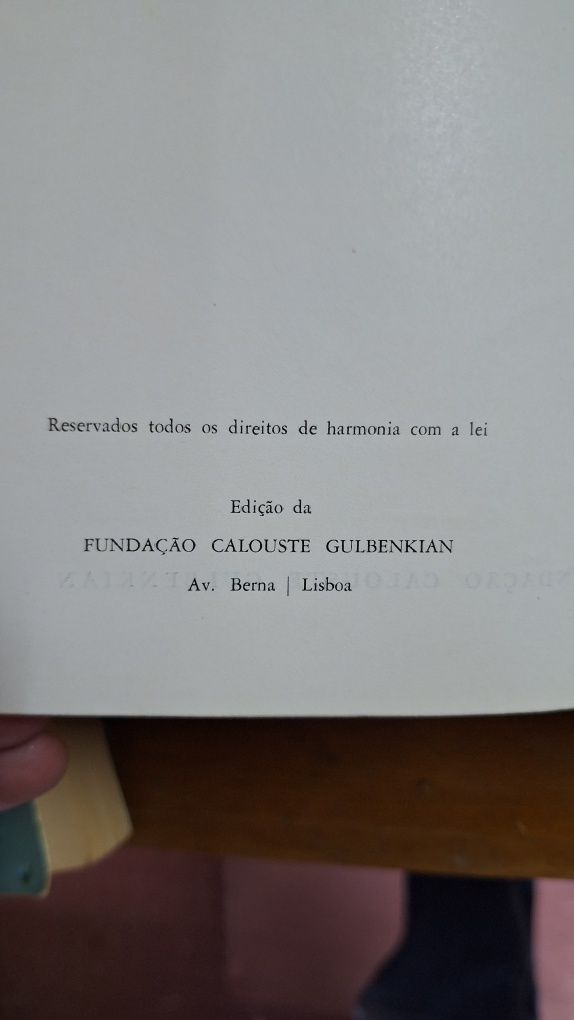 Reservados todos os direitos de harmonia com a lei
Edição da
FUNDAÇÃO CALOUSTE GULBENKIAN
Av. Berna | Lisboa